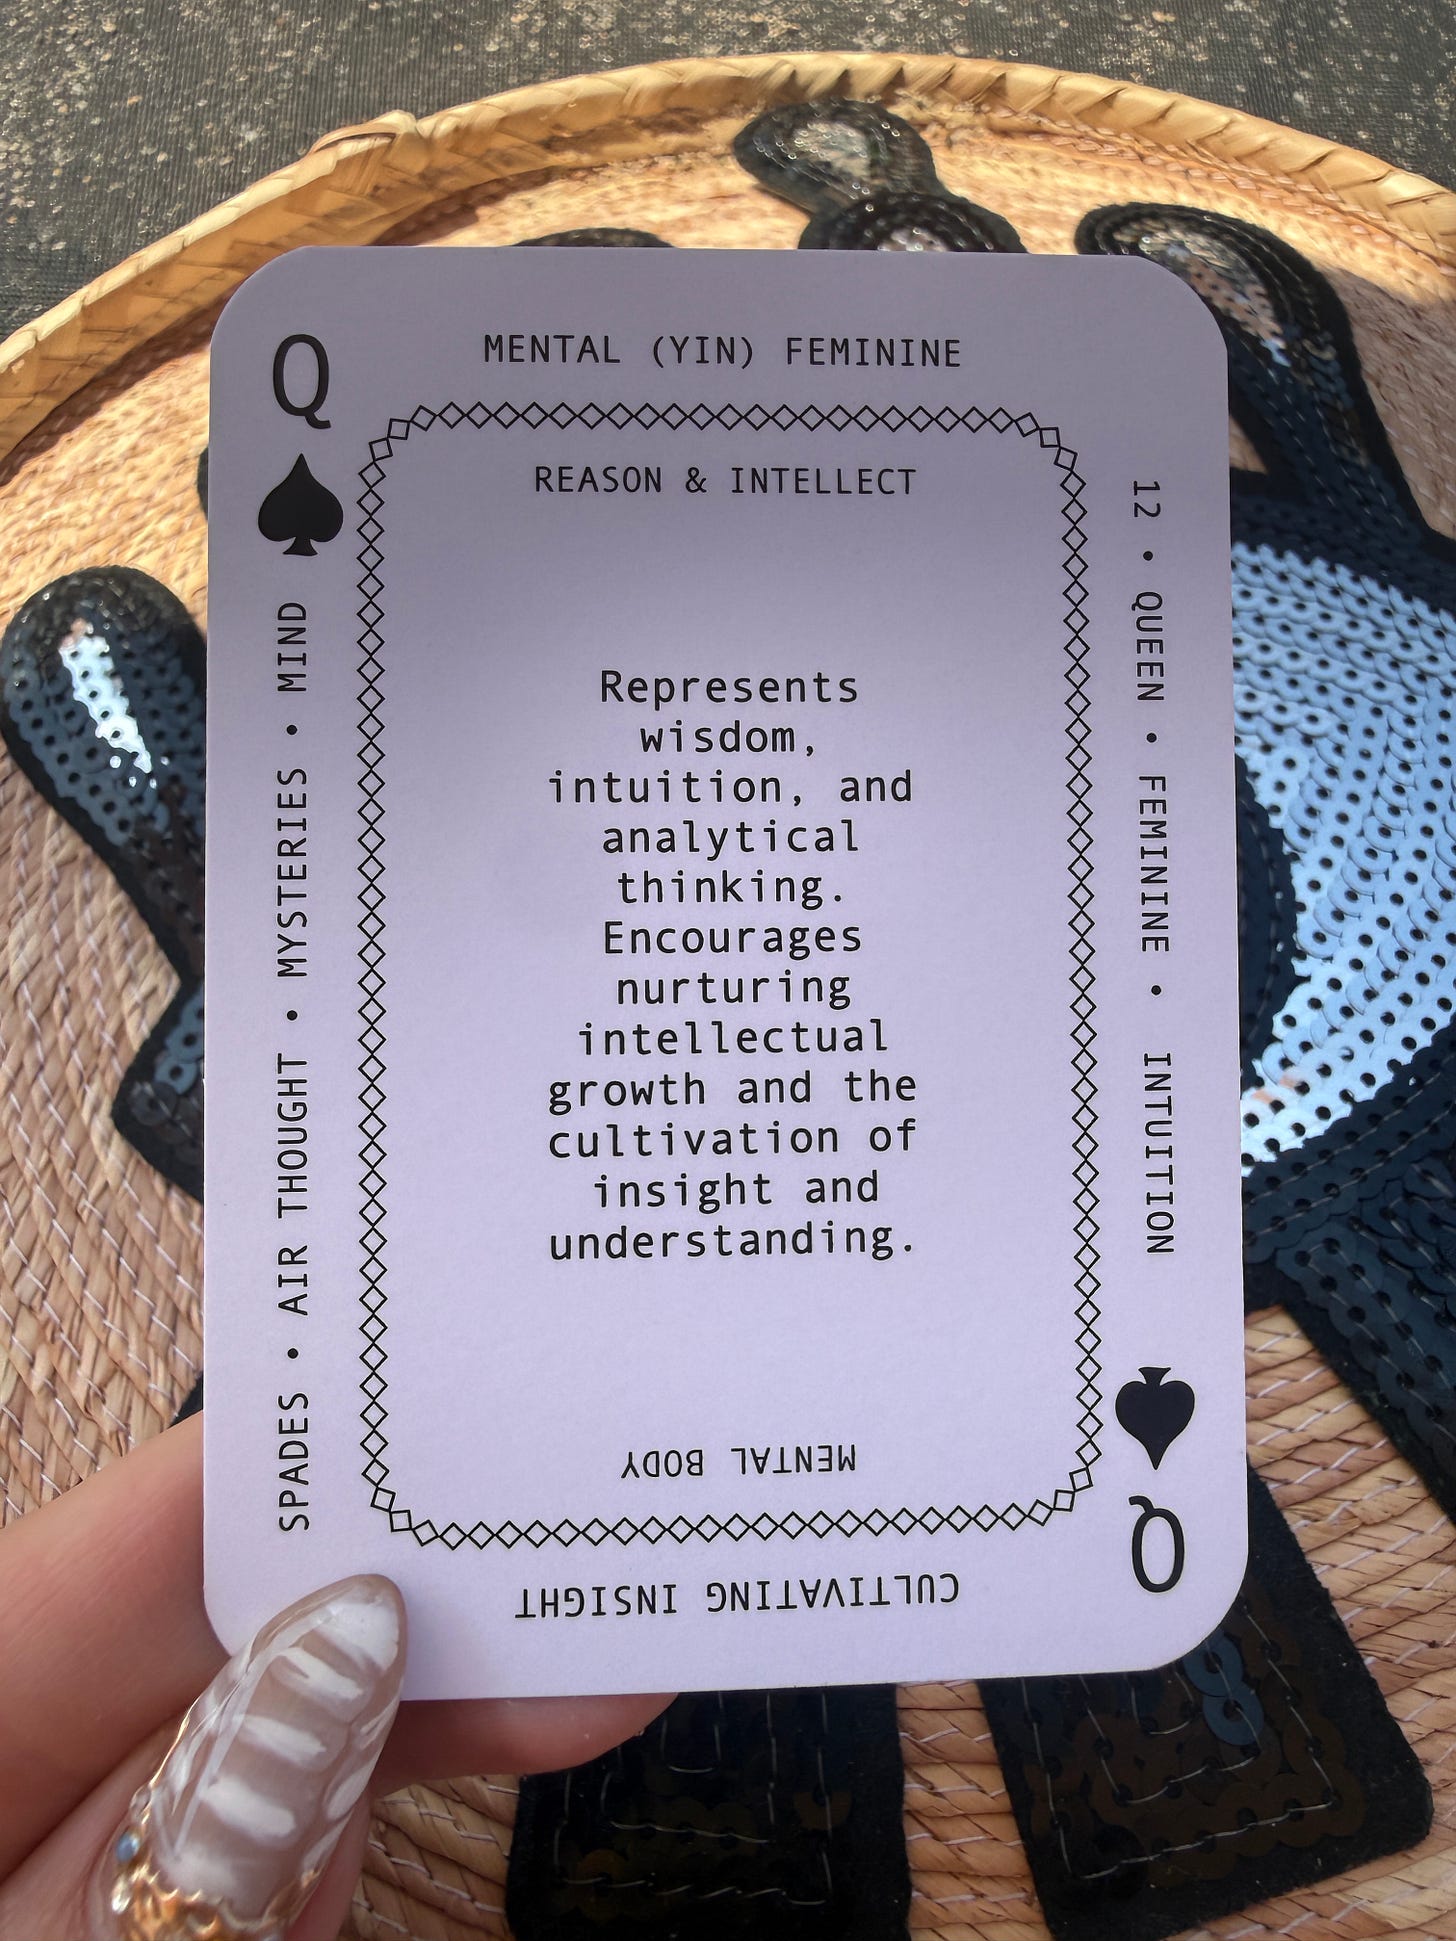 Q
MENTAL (YIN) FEMININE
REASON & INTELLECT
SPADES • AIR THOUGHT • MYSTERIES • MIND
12 • QUEEN • FEMININE • INTUITION
Represents
wisdom,
intuition, and
analytical
thinking.
Encourages
nurturing
intellectual
growth and the
cultivation of
insight and
understanding.
MENTAL BODY
CULTIVATING INSIGHT
Q